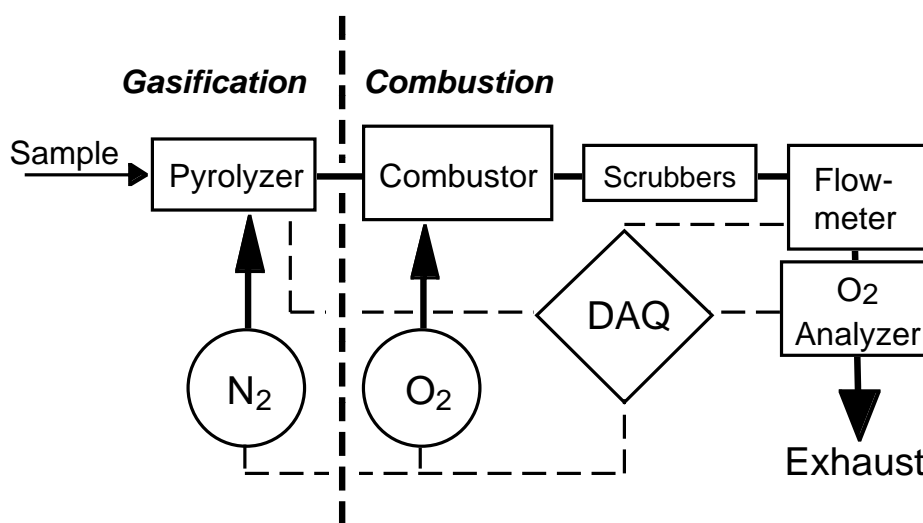 Gasification
Combustion
Sample
Pyrolyzer
Combustor
Scrubbers
Flow-
meter
O2
Analyzer
DAQ
N2
O2
Exhaust